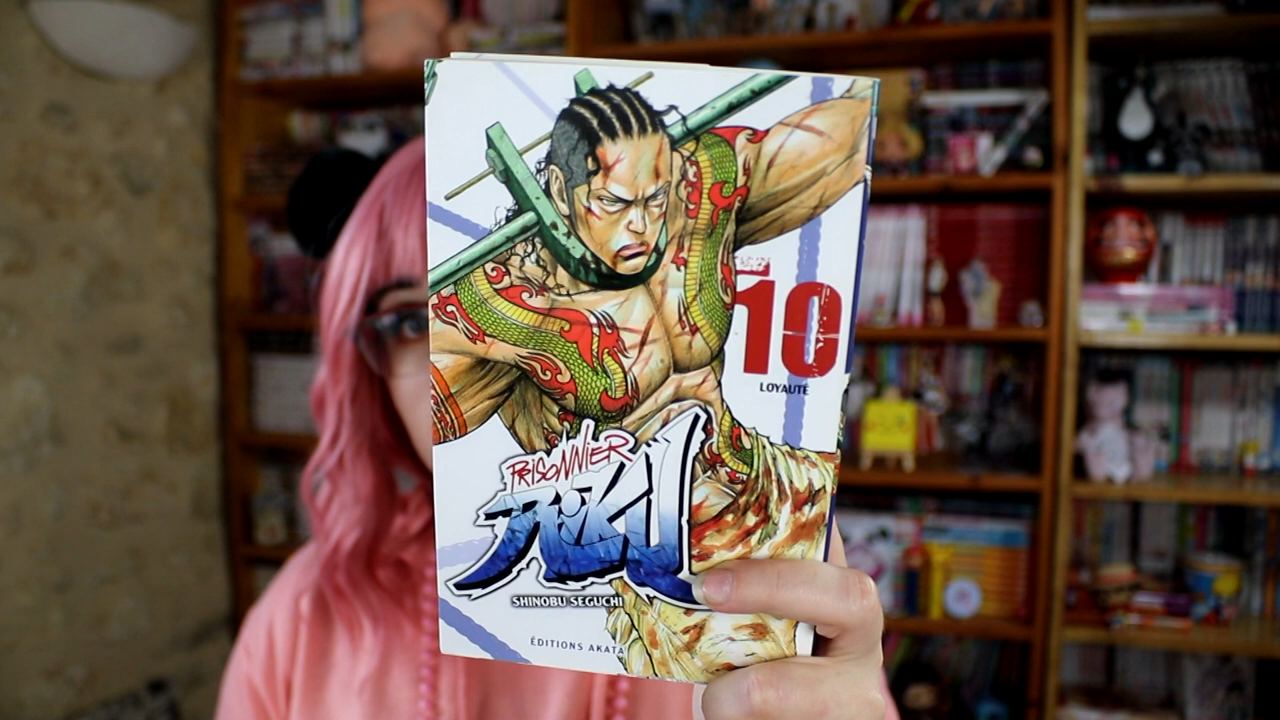 10
LOYAUTÉ
PRISONNIER
RIKU
SHINOBU SEGUCHI
ÉDITIONS AKATA